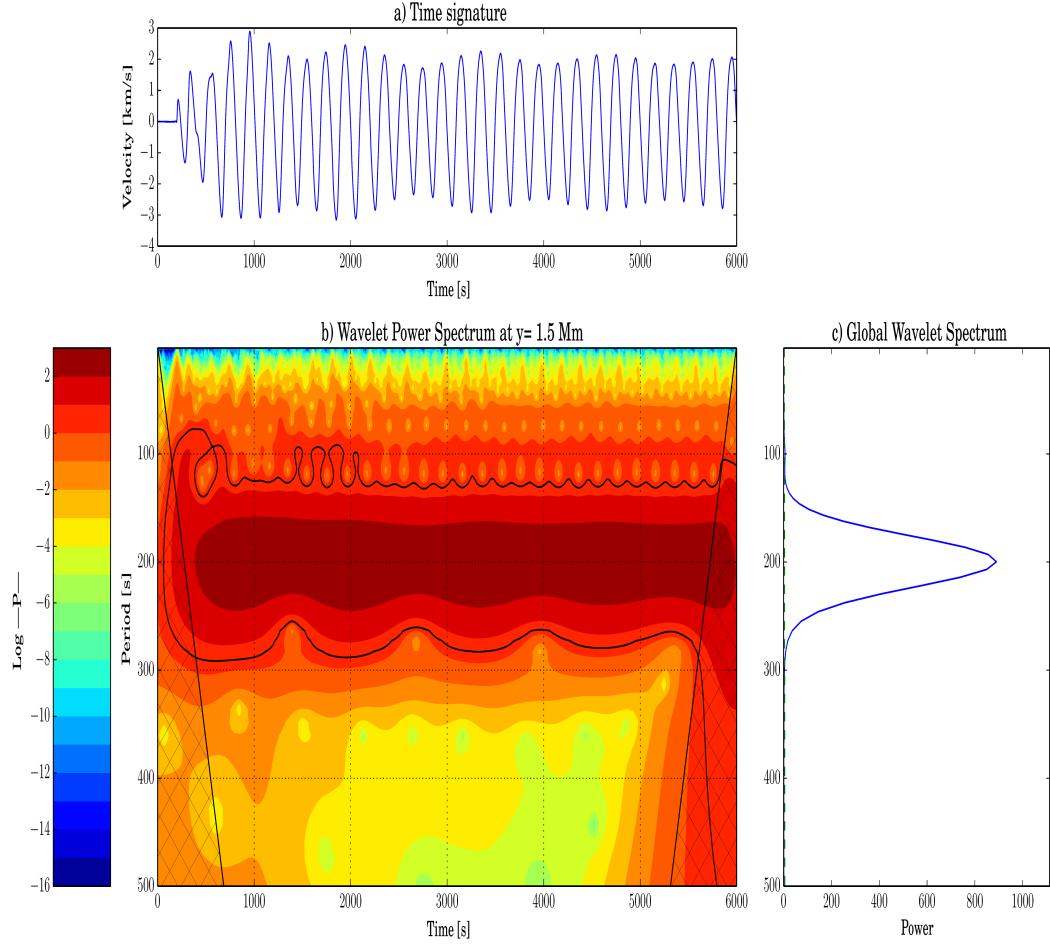 a) Time signature
3
2
1
0
−1
−2
−3
−4
Velocity [km/s]
0 1000 2000 3000 4000 5000 6000
Time [s]
b) Wavelet Power Spectrum at y= 1.5 Mm
c) Global Wavelet Spectrum
2
0
−2
−4
−6
−8
−10
−12
−14
−16
Log —P—
100
200
300
400
500
Period [s]
0 1000 2000 3000 4000 5000 6000
Time [s]
100
200
300
400
500
0 200 400 600 800 1000
Power